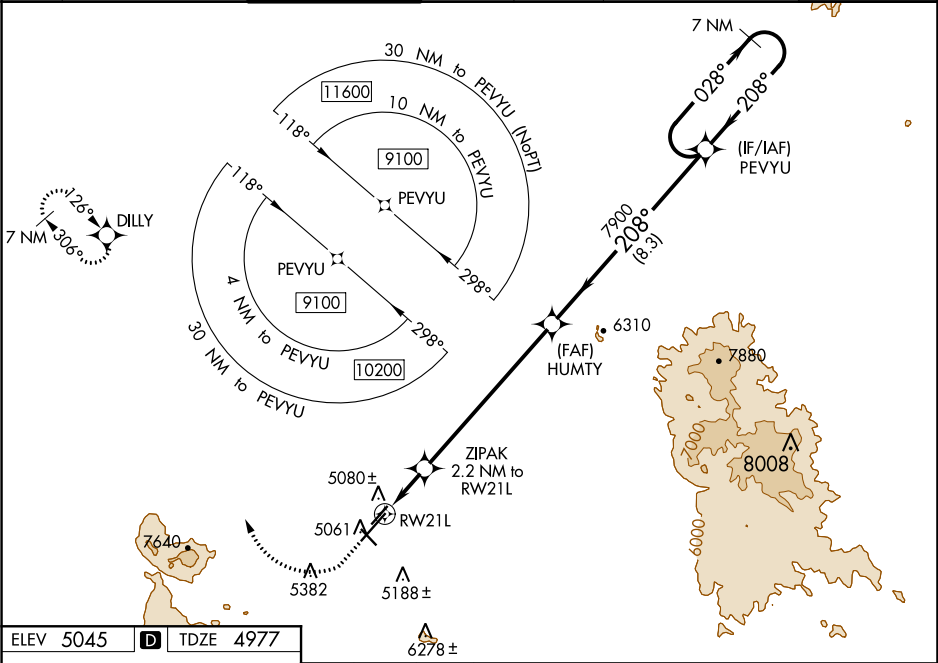 7 NM
028°
208°
(IF/IAF)
PEVYU
30 NM to PEVYU (NoPT)
11600
10 NM to PEVYU
118°
9100
PEVYU
298°
118°
PEVYU
9100
4 NM to PEVYU
298°
10200
30 NM to PEVYU
126°
DILLY
7 NM
306°
7900
208°
(8.3)
6310
(FAF)
HUMTY
7880
7000
8008
6000
ZIPAK
2.2 NM to
RW21L
5080±
RW21L
5061
7640
5382
5188±
6278±
ELEV 5045 D TDZE 4977